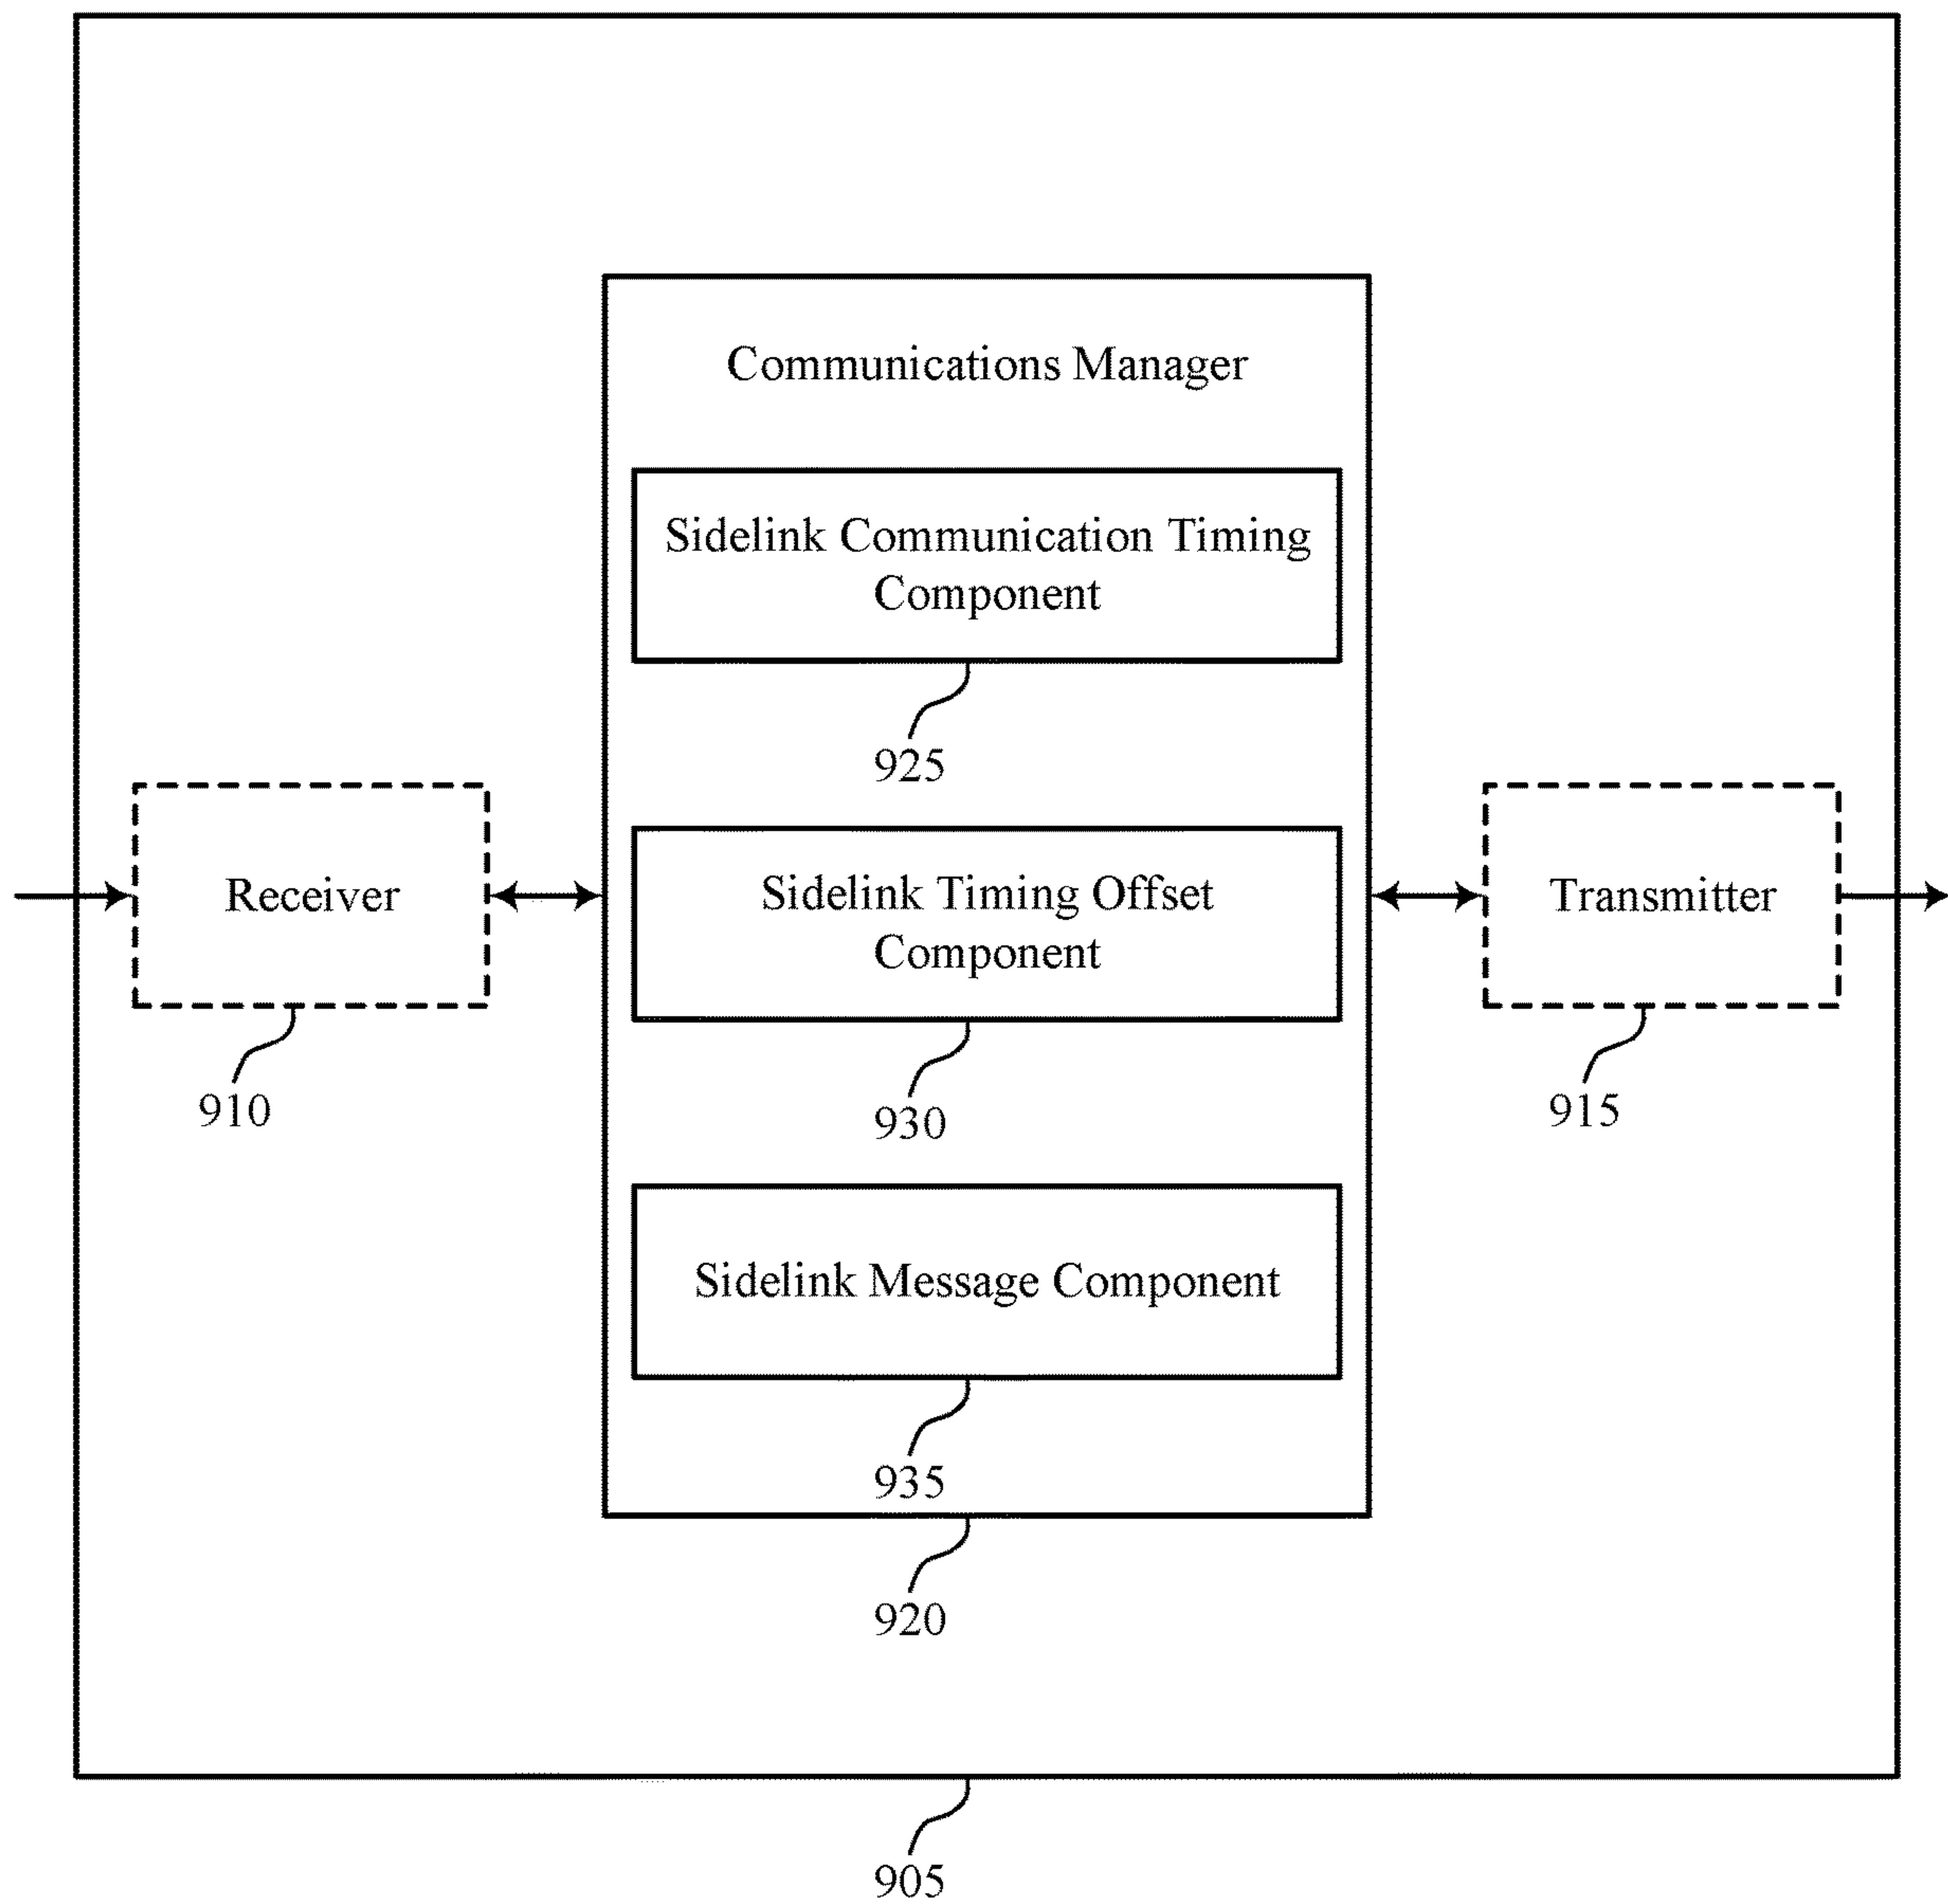 Communications Manager
Sidelink Communication Timing
Component
925
Receiver
910
Sidelink Timing Offset
Component
930
Transmitter
915
Sidelink Message Component
935
920
905